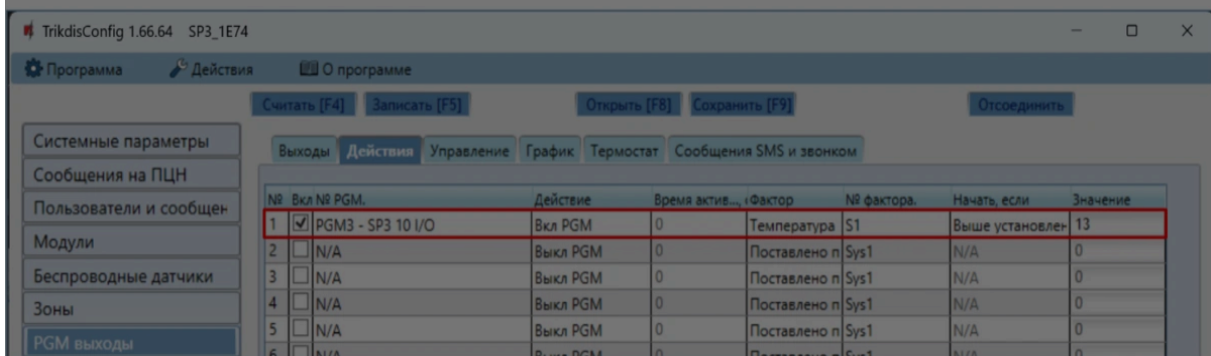 TrikdisConfig 1.66.64 SP3_1E74
Программа Действия О программе
Считать [F4] Записать [F5] Открыть [F8] Сохранить [F9] Отсоединить
Системные параметры
Сообщения на ПЦН
Пользователи и сообщен
Модули
Беспроводные датчики
Зоны
PGM выходы
Выходы Действия Управление График Термостат Сообщения SMS и звонком
№ Вкл № PGM. Действие Время актив..., Фактор № фактора. Начать, если Значение
1 PGM3 - SP3 10 I/O Вкл PGM 0 Температура S1 Выше установлен 13
2 N/A Выкл PGM 0 Поставлено п Sys1 N/A 0
3 N/A Выкл PGM 0 Поставлено п Sys1 N/A 0
4 N/A Выкл PGM 0 Поставлено п Sys1 N/A 0
5 N/A Выкл PGM 0 Поставлено п Sys1 N/A 0